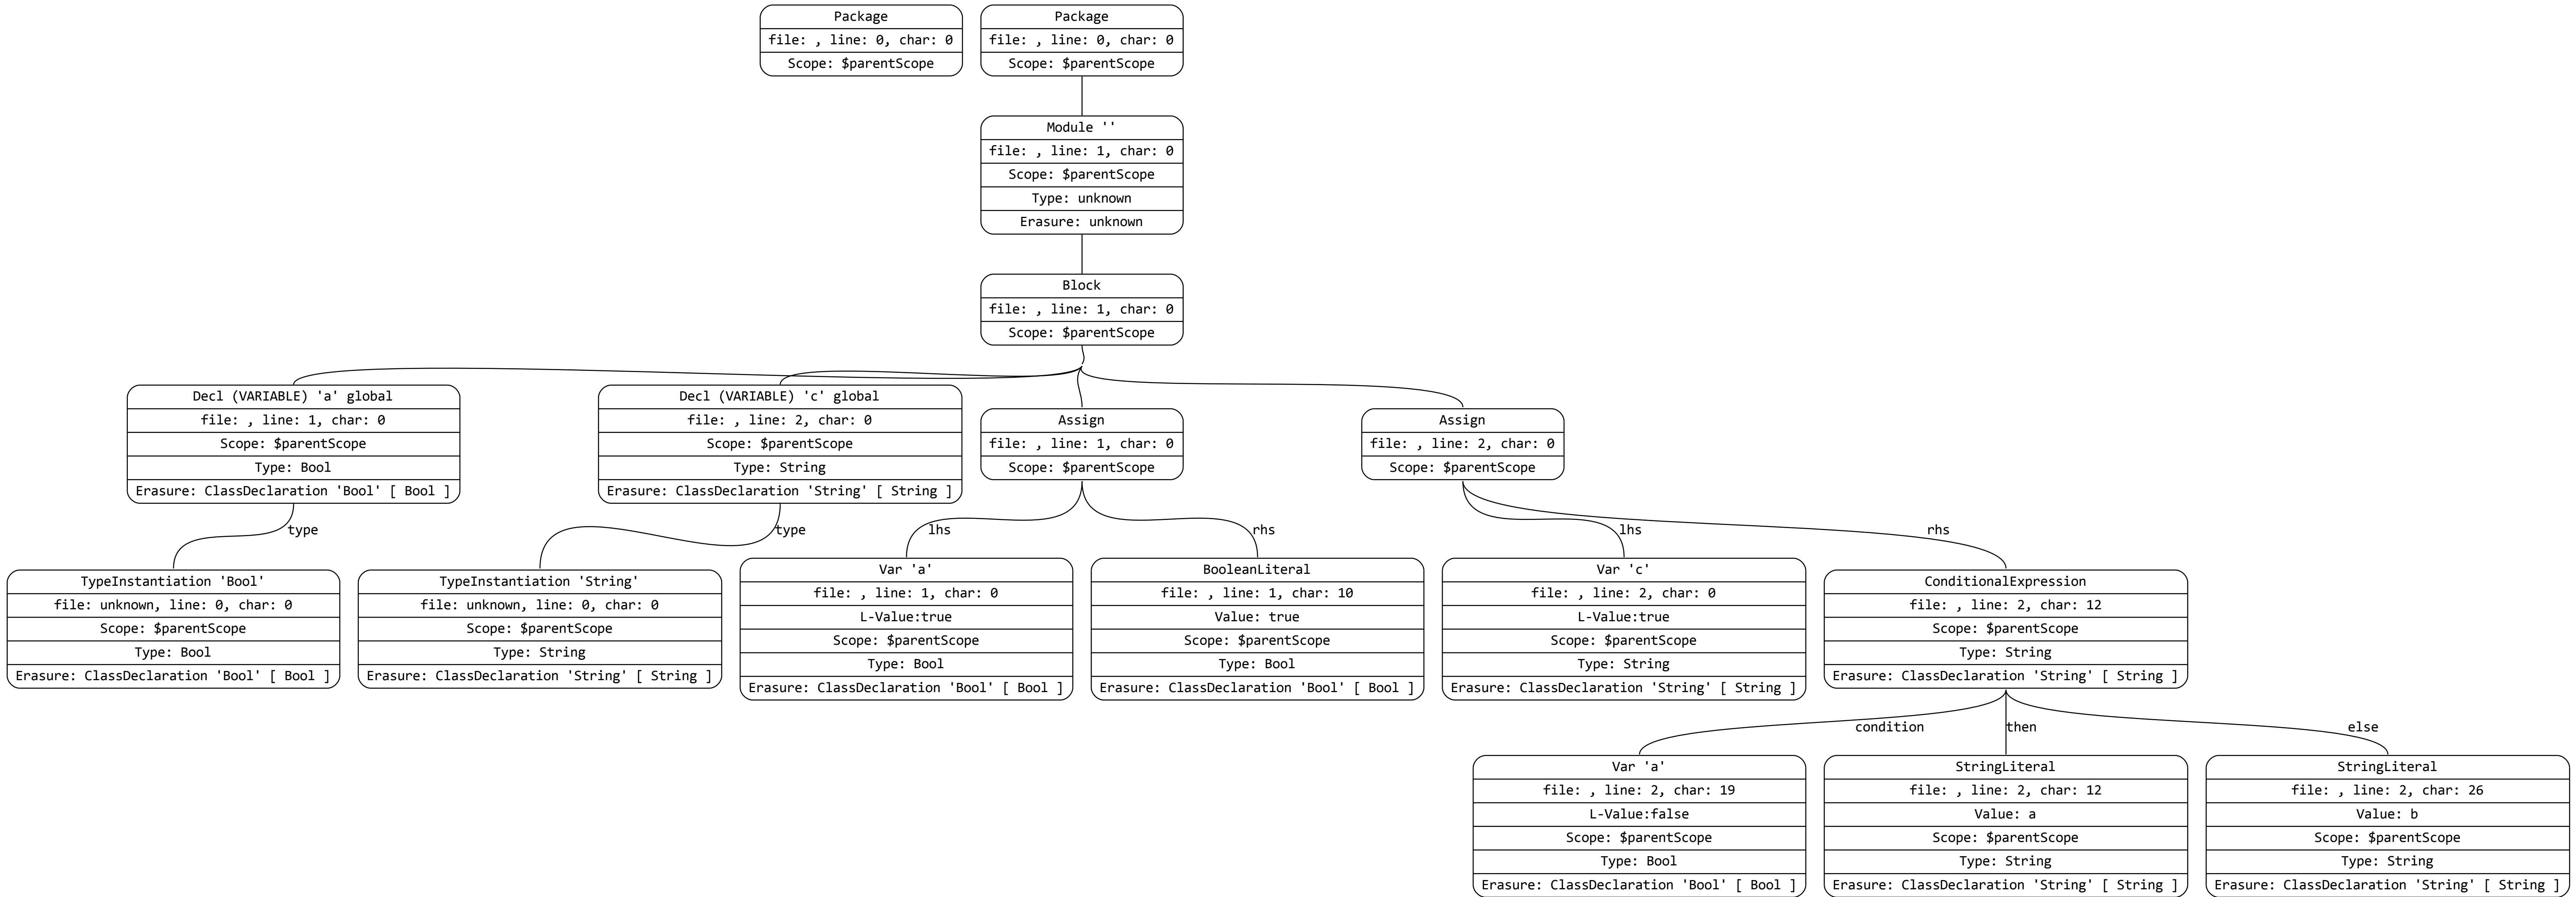 Package
file: , line: 0, char: 0
Scope: $parentScope
Package
file: , line: 0, char: 0
Scope: $parentScope
Module ''
file: , line: 1, char: 0
Scope: $parentScope
Type: unknown
Erasure: unknown
Block
file: , line: 1, char: 0
Scope: $parentScope
Decl (VARIABLE) 'a' global
file: , line: 1, char: 0
Scope: $parentScope
Type: Bool
Erasure: ClassDeclaration 'Bool' [ Bool ]
Decl (VARIABLE) 'c' global
file: , line: 2, char: 0
Scope: $parentScope
Type: String
Erasure: ClassDeclaration 'String' [ String ]
Assign
file: , line: 1, char: 0
Scope: $parentScope
Assign
file: , line: 2, char: 0
Scope: $parentScope
type
type
lhs
rhs
lhs
rhs
TypeInstantiation 'Bool'
file: unknown, line: 0, char: 0
Scope: $parentScope
Type: Bool
Erasure: ClassDeclaration 'Bool' [ Bool ]
TypeInstantiation 'String'
file: unknown, line: 0, char: 0
Scope: $parentScope
Type: String
Erasure: ClassDeclaration 'String' [ String ]
Var 'a'
file: , line: 1, char: 0
L-Value:true
Scope: $parentScope
Type: Bool
Erasure: ClassDeclaration 'Bool' [ Bool ]
BooleanLiteral
file: , line: 1, char: 10
Value: true
Scope: $parentScope
Type: Bool
Erasure: ClassDeclaration 'Bool' [ Bool ]
Var 'c'
file: , line: 2, char: 0
L-Value:true
Scope: $parentScope
Type: String
Erasure: ClassDeclaration 'String' [ String ]
ConditionalExpression
file: , line: 2, char: 12
Scope: $parentScope
Type: String
Erasure: ClassDeclaration 'String' [ String ]
condition
then
else
Var 'a'
file: , line: 2, char: 19
L-Value:false
Scope: $parentScope
Type: Bool
Erasure: ClassDeclaration 'Bool' [ Bool ]
StringLiteral
file: , line: 2, char: 12
Value: a
Scope: $parentScope
Type: String
Erasure: ClassDeclaration 'String' [ String ]
StringLiteral
file: , line: 2, char: 26
Value: b
Scope: $parentScope
Type: String
Erasure: ClassDeclaration 'String' [ String ]